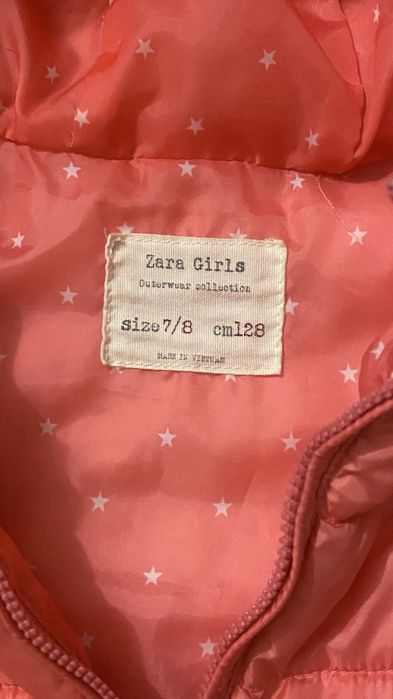 Zara Girls
Outerwear collection
size 7/8 cm128
MADE IN VIETNAM